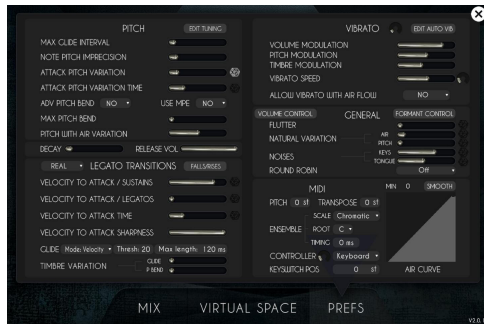 PITCH
EDIT TUNING
MAX GLIDE INTERVAL
NOTE PITCH IMPRECISION
ATTACK PITCH VARIATION
ATTACK PITCH VARIATION TIME
ADV PITCH BEND NO USE MPE NO
MAX PITCH BEND
PITCH WITH AIR VARIATION
DECAY RELEASE VOL
REAL LEGATO TRANSITIONS FALLS/RISES
VELOCITY TO ATTACK / SUSTAINS
VELOCITY TO ATTACK / LEGATOS
VELOCITY TO ATTACK TIME
VELOCITY TO ATTACK SHARPNESS
GLIDE Mode: Velocity Thresh: 20 Max length: 120 ms
TIMBRE VARIATION GLIDE
P BEND
VIBRATO EDIT AUTO VIB
VOLUME MODULATION
PITCH MODULATION
TIMBRE MODULATION
VIBRATO SPEED
ALLOW VIBRATO WITH AIR FLOW NO
VOLUME CONTROL GENERAL FORMANT CONTROL
FLUTTER
NATURAL VARIATION AIR
PITCH
NOISES KEYS
TONGUE
ROUND ROBIN Off
MIDI MIN 0 SMOOTH
PITCH 0 st TRANSPOSE 0 st
SCALE Chromatic
ENSEMBLE ROOT C
TIMING 0 ms
CONTROLLER Keyboard
KEYSWITCH POS 0 st AIR CURVE
MIX VIRTUAL SPACE PREFS